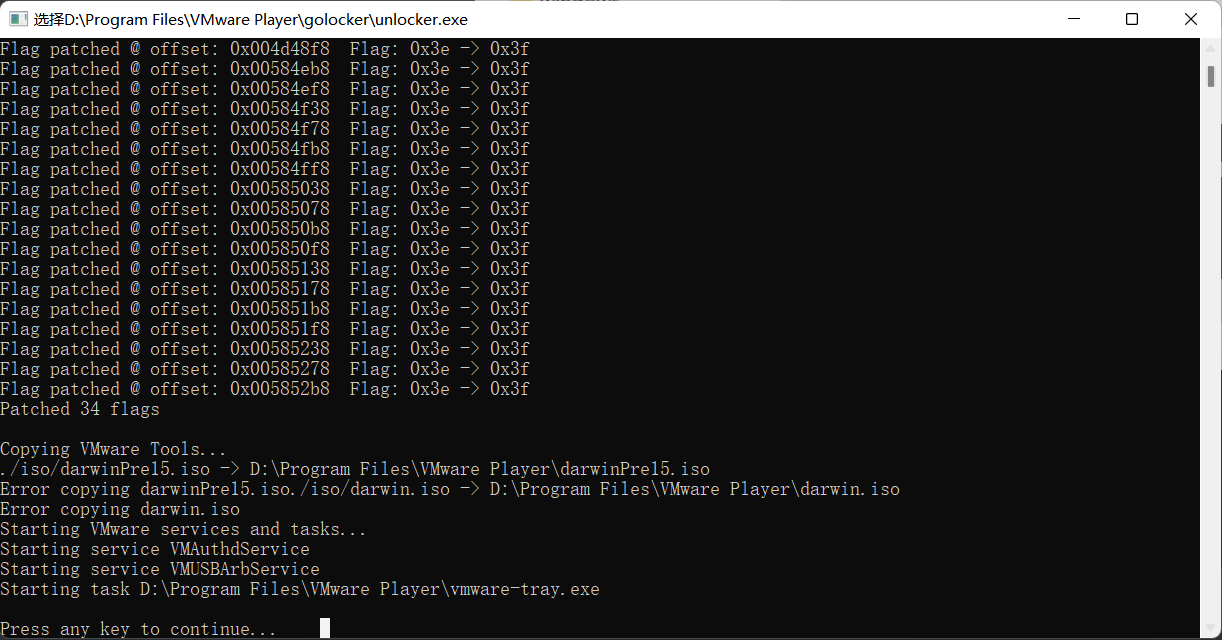 选择D:\Program Files\VMware Player\golocker\unlocker.exe
Flag patched @ offset: 0x004d48f8  Flag: 0x3e -> 0x3f
Flag patched @ offset: 0x00584eb8  Flag: 0x3e -> 0x3f
Flag patched @ offset: 0x00584ef8  Flag: 0x3e -> 0x3f
Flag patched @ offset: 0x00584f38  Flag: 0x3e -> 0x3f
Flag patched @ offset: 0x00584f78  Flag: 0x3e -> 0x3f
Flag patched @ offset: 0x00584fb8  Flag: 0x3e -> 0x3f
Flag patched @ offset: 0x00584ff8  Flag: 0x3e -> 0x3f
Flag patched @ offset: 0x00585038  Flag: 0x3e -> 0x3f
Flag patched @ offset: 0x00585078  Flag: 0x3e -> 0x3f
Flag patched @ offset: 0x005850b8  Flag: 0x3e -> 0x3f
Flag patched @ offset: 0x005850f8  Flag: 0x3e -> 0x3f
Flag patched @ offset: 0x00585138  Flag: 0x3e -> 0x3f
Flag patched @ offset: 0x00585178  Flag: 0x3e -> 0x3f
Flag patched @ offset: 0x005851b8  Flag: 0x3e -> 0x3f
Flag patched @ offset: 0x005851f8  Flag: 0x3e -> 0x3f
Flag patched @ offset: 0x00585238  Flag: 0x3e -> 0x3f
Flag patched @ offset: 0x00585278  Flag: 0x3e -> 0x3f
Flag patched @ offset: 0x005852b8  Flag: 0x3e -> 0x3f
Patched 34 flags
Copying VMware Tools...
./iso/darwinPre15.iso -> D:\Program Files\VMware Player\darwinPre15.iso
Error copying darwinPre15.iso./iso/darwin.iso -> D:\Program Files\VMware Player\darwin.iso
Error copying darwin.iso
Starting VMware services and tasks...
Starting service VMAuthdService
Starting service VMUSBArbService
Starting task D:\Program Files\VMware Player\vmware-tray.exe
Press any key to continue...